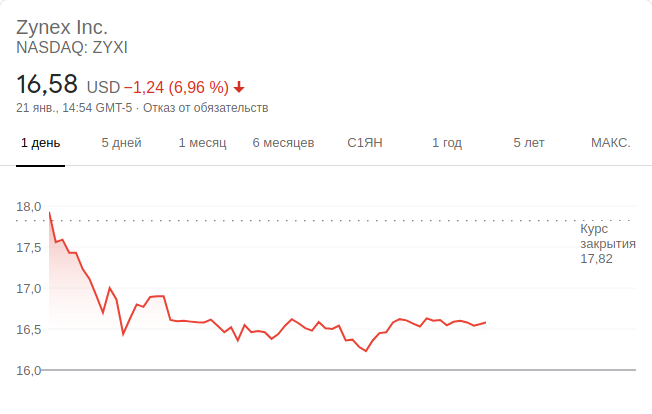 Zynex Inc.
NASDAQ: ZYXI
16,58 USD −1,24 (6,96 %)
21 янв., 14:54 GMT-5 · Отказ от обязательств
1 день 5 дней 1 месяц 6 месяцев С1ЯН 1 год 5 лет МАКС.
18,0
Курс
закрытия
17,82
17,5
17,0
16,5
16,0